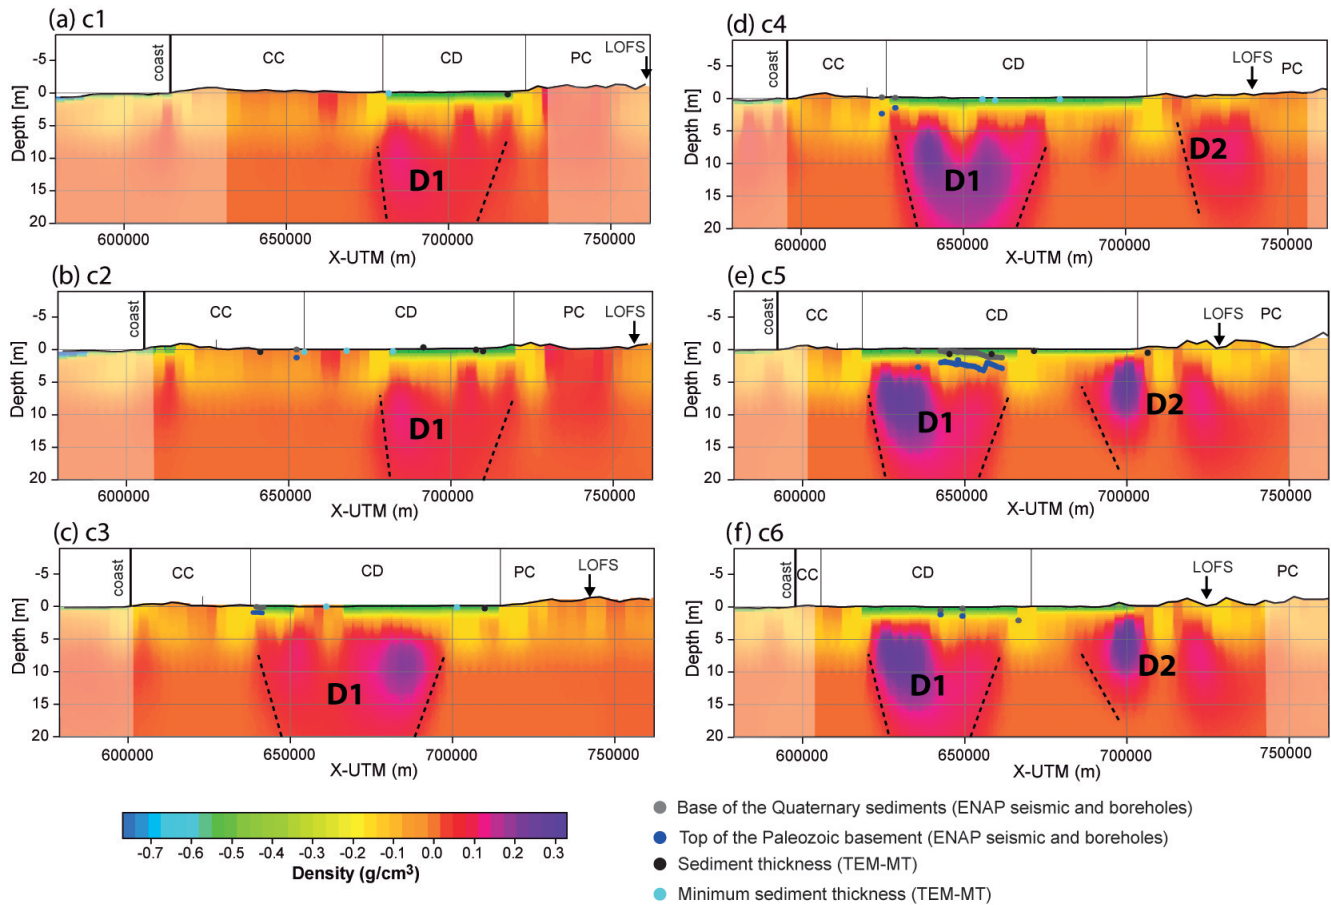 (a) c1
coast
CC
CD
PC
LOFS
-5
0
5
10
15
20
Depth [m]
D1
600000 650000 700000 750000
X-UTM (m)
(b) c2
coast
CC
CD
PC
LOFS
-5
0
5
10
15
20
Depth [m]
D1
600000 650000 700000 750000
X-UTM (m)
(c) c3
coast
CC
CD
PC
LOFS
-5
0
5
10
15
20
Depth [m]
D1
600000 650000 700000 750000
X-UTM (m)
(d) c4
coast
CC
CD
LOFS
PC
-5
0
5
10
15
20
Depth [m]
D1
D2
600000 650000 700000 750000
X-UTM (m)
(e) c5
coast
CC
CD
LOFS
PC
-5
0
5
10
15
20
Depth [m]
D1
D2
600000 650000 700000 750000
X-UTM (m)
(f) c6
coast
CC
CD
LOFS
PC
-5
0
5
10
15
20
Depth [m]
D1
D2
600000 650000 700000 750000
X-UTM (m)
-0.7 -0.6 -0.5 -0.4 -0.3 -0.2 -0.1 0.0 0.1 0.2 0.3
Density (g/cm³)
Base of the Quaternary sediments (ENAP seismic and boreholes)
Top of the Paleozoic basement (ENAP seismic and boreholes)
Sediment thickness (TEM-MT)
Minimum sediment thickness (TEM-MT)